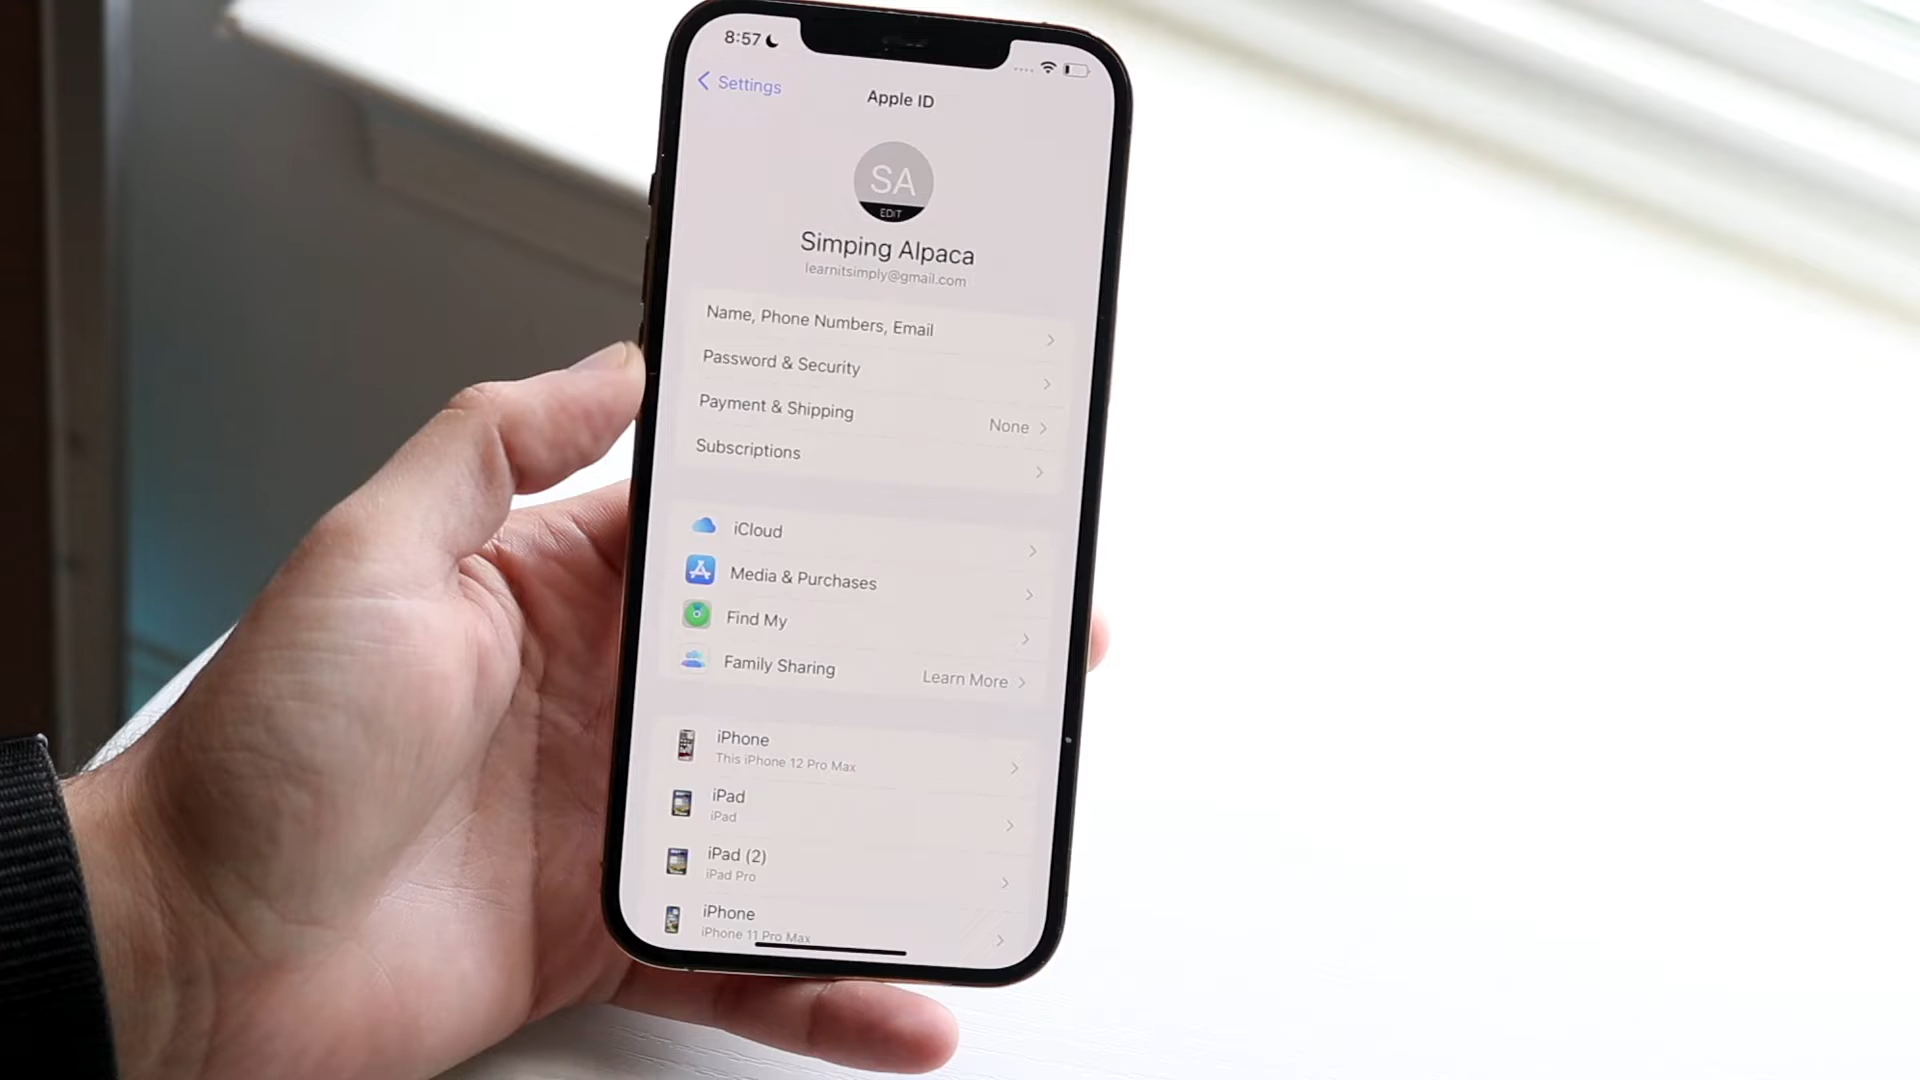 8:57
Settings
Apple ID
SA
EDIT
Simping Alpaca
learnitsimply@gmail.com
Name, Phone Numbers, Email
Password & Security
Payment & Shipping None
Subscriptions
iCloud
Media & Purchases
Find My
Family Sharing Learn More
iPhone
This iPhone 12 Pro Max
iPad
iPad
iPad (2)
iPad Pro
iPhone
iPhone 11 Pro Max